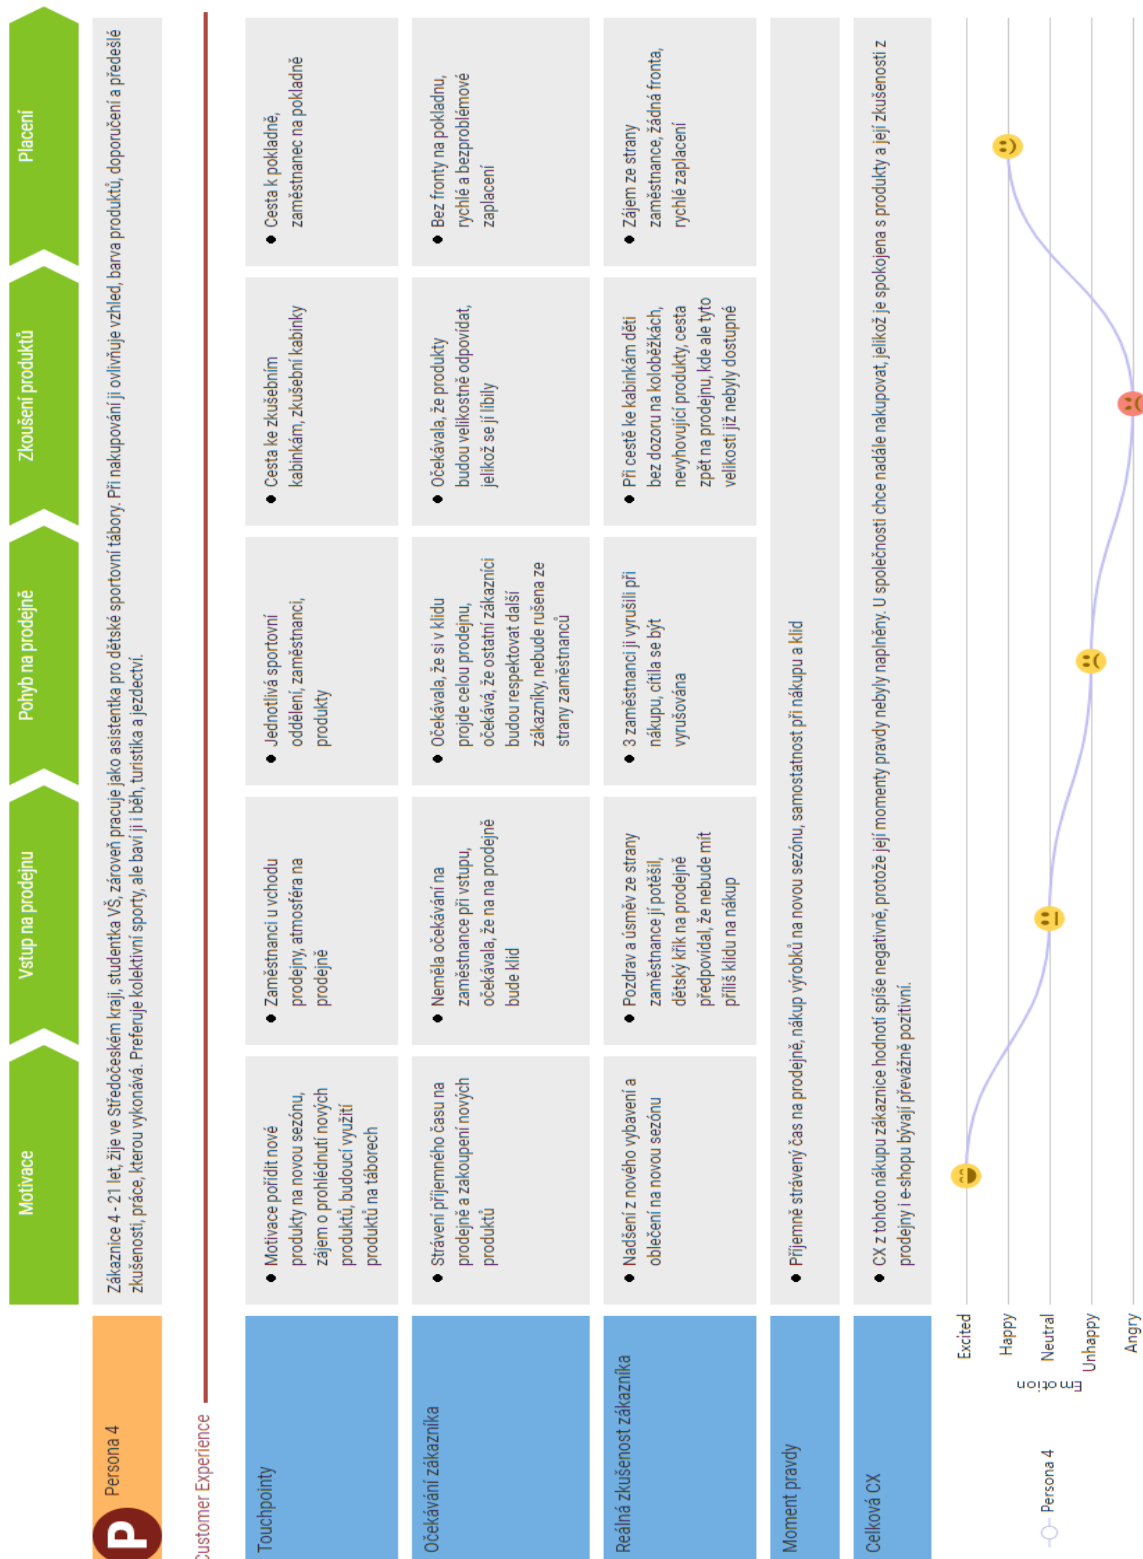 Motivace
Vstup na prodejnu
Pohyb na prodejně
Zkoušení produktů
Placení
P
Persona 4
Zákaznice 4 - 21 let, žije ve Středočeském kraji, studentka VŠ, zároveň pracuje jako asistentka pro dětské sportovní tábory. Při nakupování ji ovlivňuje vzhled, barva produktů, doporučení a předešlé
zkušenosti, práce, kterou vykonává. Preferuje kolektivní sporty, ale baví ji i běh, turistika a jezdectví.
Customer Experience
Touchpointy
● Motivace pořídit nové
produkty na novou sezónu,
zájem o prohlédnutí nových
produktů, budoucí využití
produktů na táborech
● Zaměstnanci u vchodu
prodejny, atmosféra na
prodejně
● Jednotlivá sportovní
oddělení, zaměstnanci,
produkty
● Cesta ke zkušebním
kabinkám, zkušební kabinky
● Cesta k pokladně,
zaměstnanec na pokladně
Očekávání zákazníka
● Strávení příjemného času na
prodejně a zakoupení nových
produktů
● Neměla očekávání na
zaměstnance při vstupu,
očekávala, že na na prodejně
bude klid
● Očekávala, že si v klidu
projde celou prodejnu,
očekává, že ostatní zákazníci
budou respektovat další
zákazníky, nebude rušena ze
strany zaměstnanců
● Očekávala, že produkty
budou velikostně odpovídat,
jelikož se jí líbily
● Bez fronty na pokladnu,
rychlé a bezproblémové
zaplacení
Reálná zkušenost zákazníka
● Nadšení z nového vybavení a
oblečení na novou sezónu
● Pozdrav a úsměv ze strany
zaměstnance jí potěšil,
dětský křik na prodejně
předpovídal, že nebude mít
příliš klidu na nákup
● 3 zaměstnanci ji vyrušili při
nákupu, cítila se být
vyrušována
● Při cestě ke kabinkám děti
bez dozoru na koloběžkách,
nevyhovující produkty, cesta
zpět na prodejnu, kde ale tyto
velikosti již nebyly dostupné
● Zájem ze strany
zaměstnance, žádná fronta,
rychlé zaplacení
Moment pravdy
● Příjemně strávený čas na prodejně, nákup výrobků na novou sezónu, samostatnost při nákupu a klid
Celková CX
● CX z tohoto nákupu zákaznice hodnotí spíše negativně, protože její momenty pravdy nebyly naplněny. U společnosti chce nadále nakupovat, jelikož je spokojena s produkty a její zkušenosti z
prodejny i e-shopu bývají převážně pozitivní.
Persona 4
Emotion
Excited
Happy
Neutral
Unhappy
Angry